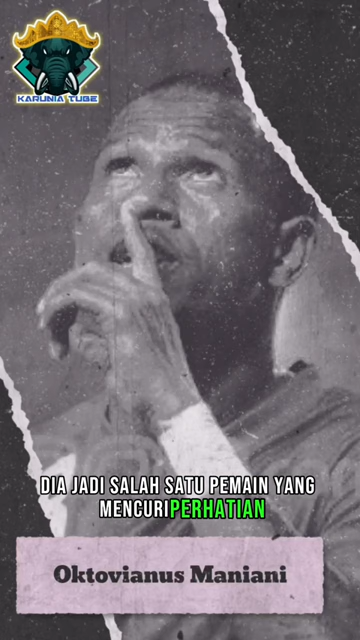 KARUNIA TUBE
DIA JADI SALAH SATU PEMAIN YANG
MENCURI PERHATIAN
Oktovianus Maniani